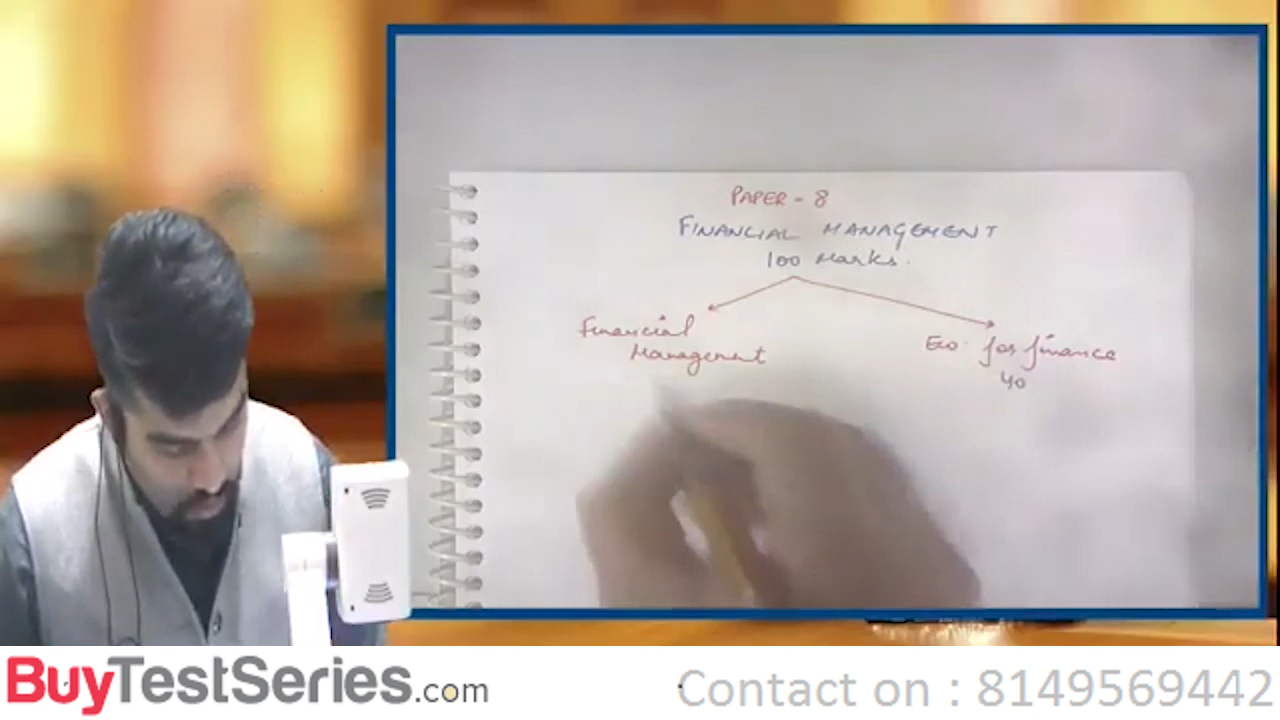 PAPER - 8
FINANCIAL MANAGEMENT
100 Marks.
Financial
Management
Eco. for finance
40
BuyTestSeries.com
Contact on : 8149569442